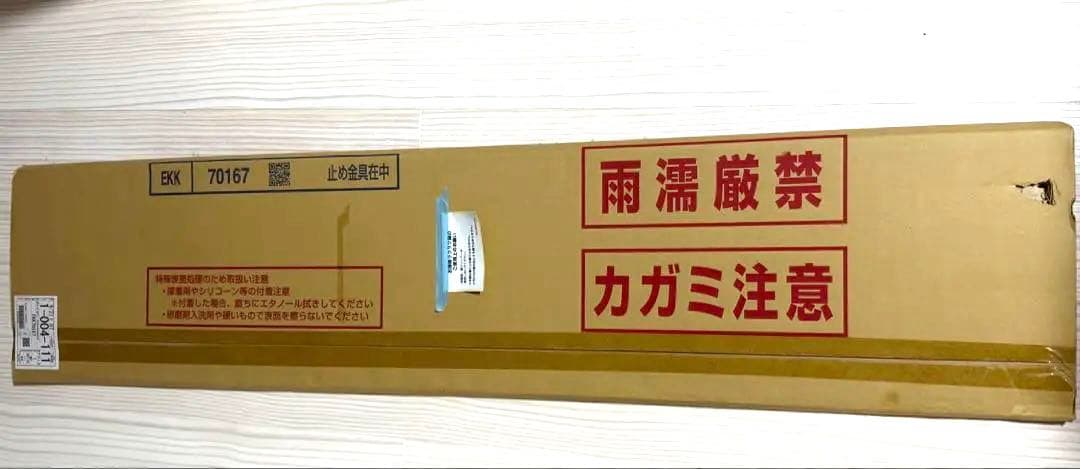 EKK 70167 止め金具在中
雨濡厳禁
カガミ注意
特殊表面処理のため取扱い注意
・接着剤やシリコーン等の付着注意
※付着した場合、直ちにエタノール拭きしてください
・研磨剤入洗剤や硬いもので表面を擦らないでください
1-004-11